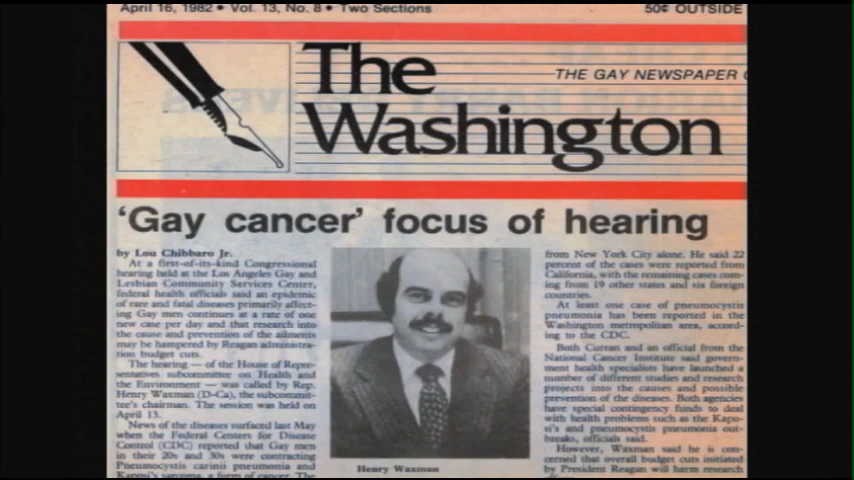 April 16, 1982 • Vol. 13, No. 8 • Two Sections
50¢ OUTSIDE
THE GAY NEWSPAPER
The
Washington
'Gay cancer' focus of hearing
by Lou Chibbaro Jr.
At a first-of-its-kind Congressional
hearing held at the Los Angeles Gay and
Lesbian Community Services Center,
federal health officials said an epidemic
of rare and fatal diseases primarily affect-
ing Gay men continues at a rate of one
new case per day and that research into
the cause and prevention of the ailments
may be hampered by Reagan administra-
tion budget cuts.
The hearing — of the House of Repre-
sentatives subcommittee on Health and
the Environment — was called by Rep.
Henry Waxman (D-Ca), the subcommit-
tee's chairman. The session was held on
April 13.
News of the diseases surfaced last May
when the Federal Centers for Disease
Control (CDC) reported that Gay men
in their 20s and 30s were contracting
Pneumocystis carinii pneumonia and
Kaposi's sarcoma, a form of cancer. The
Henry Waxman
from New York City alone. He said 22
percent of the cases were reported from
California, with the remaining cases com-
ing from 19 other states and six foreign
countries.
At least one case of pneumocystis
pneumonia has been reported in the
Washington metropolitan area, accord-
ing to the CDC.
Both Curran and an official from the
National Cancer Institute said govern-
ment health specialists have launched a
number of different studies and research
projects into the causes and possible
prevention of the diseases. Both agencies
have special contingency funds to deal
with health problems such as the Kapo-
si's and pneumocystis pneumonia out-
breaks, officials said.
However, Waxman said he is con-
cerned that overall budget cuts initiated
by President Reagan will harm research